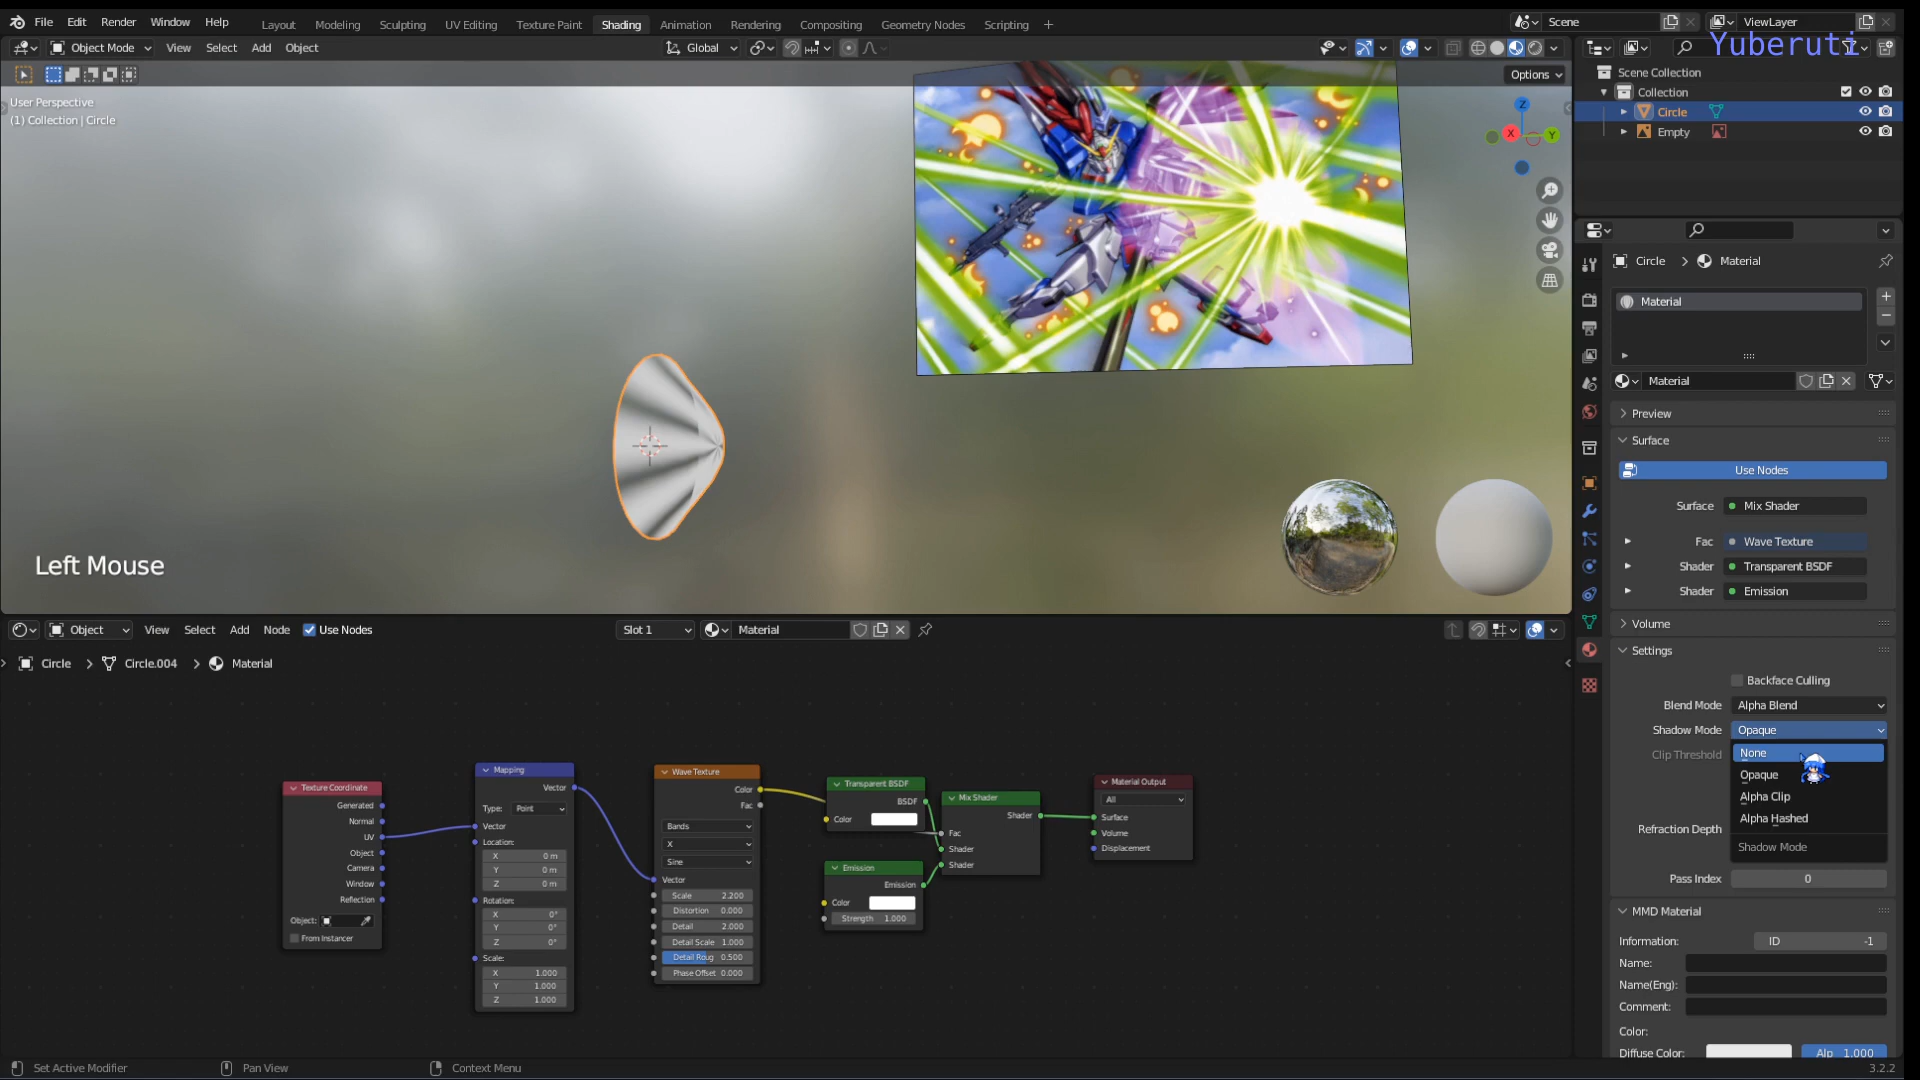 File Edit Render Window Help Layout Modeling Sculpting UV Editing Texture Paint Shading Animation Rendering Compositing Geometry Nodes Scripting + Scene ViewLayer
Yuberuti
Object Mode View Select Add Object Global
Options
User Perspective
(1) Collection | Circle
Z
X
Y
Left Mouse
Scene Collection
Collection
Circle
Empty
Circle > Material
Material
Material
Preview
Surface
Use Nodes
Surface Mix Shader
Fac Wave Texture
Shader Transparent BSDF
Shader Emission
Volume
Settings
Backface Culling
Blend Mode Alpha Blend
Shadow Mode Opaque
Clip Threshold
None
Opaque
Alpha Clip
Alpha Hashed
Refraction Depth
Shadow Mode
Pass Index 0
MMD Material
Information: ID -1
Name:
Name(Eng):
Comment:
Color:
Diffuse Color: Alp 1.000
Object View Select Add Node Use Nodes Slot 1 Material
Circle > Circle.004 > Material
Texture Coordinate
Generated
Normal
UV
Object
Camera
Window
Reflection
Object:
From Instancer
Mapping
Vector
Type: Point
Vector
Location:
X 0 m
Y 0 m
Z 0 m
Rotation:
X 0°
Y 0°
Z 0°
Scale:
X 1.000
Y 1.000
Z 1.000
Wave Texture
Color
Fac
Bands
X
Sine
Vector
Scale 2.200
Distortion 0.000
Detail 2.000
Detail Scale 1.000
Detail Roug 0.500
Phase Offset 0.000
Transparent BSDF
BSDF
Color
Emission
Emission
Color
Strength 1.000
Mix Shader
Shader
Fac
Shader
Shader
Material Output
All
Surface
Volume
Displacement
Set Active Modifier Pan View Context Menu 3.2.2